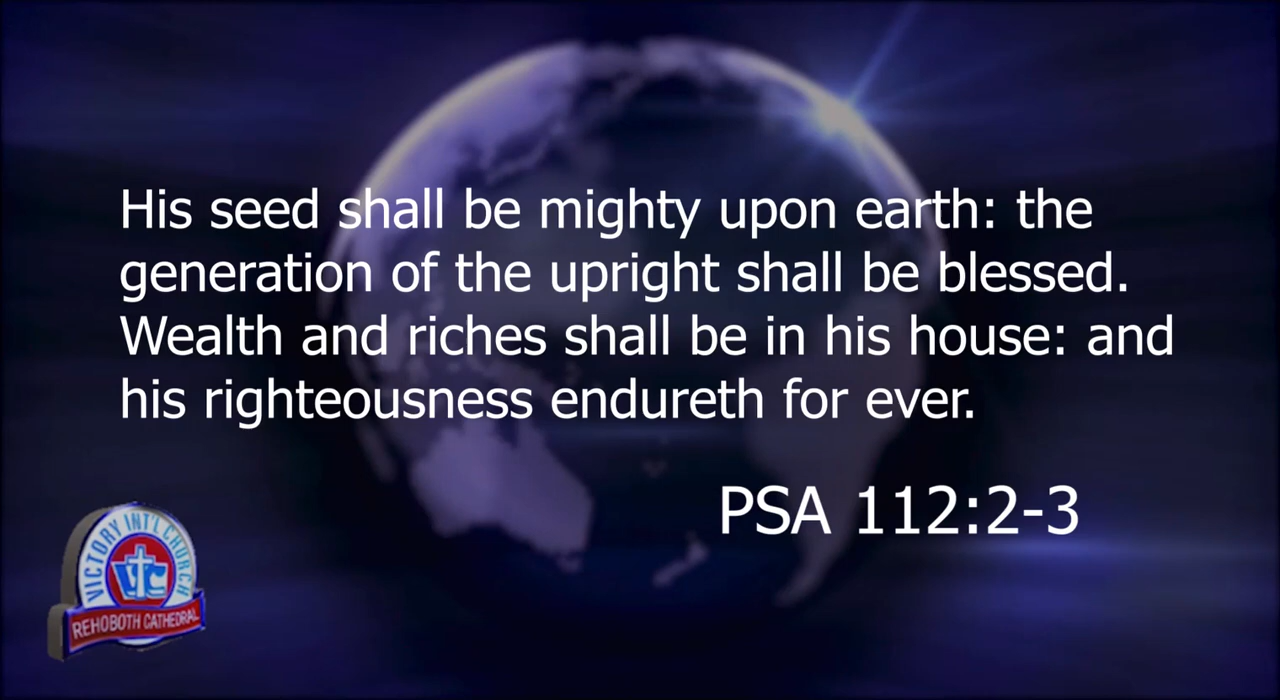 His seed shall be mighty upon earth: the
generation of the upright shall be blessed.
Wealth and riches shall be in his house: and
his righteousness endureth for ever.
PSA 112:2-3
VICTORY INT'L CHURCH
VIC
REHOBOTH CATHEDRAL